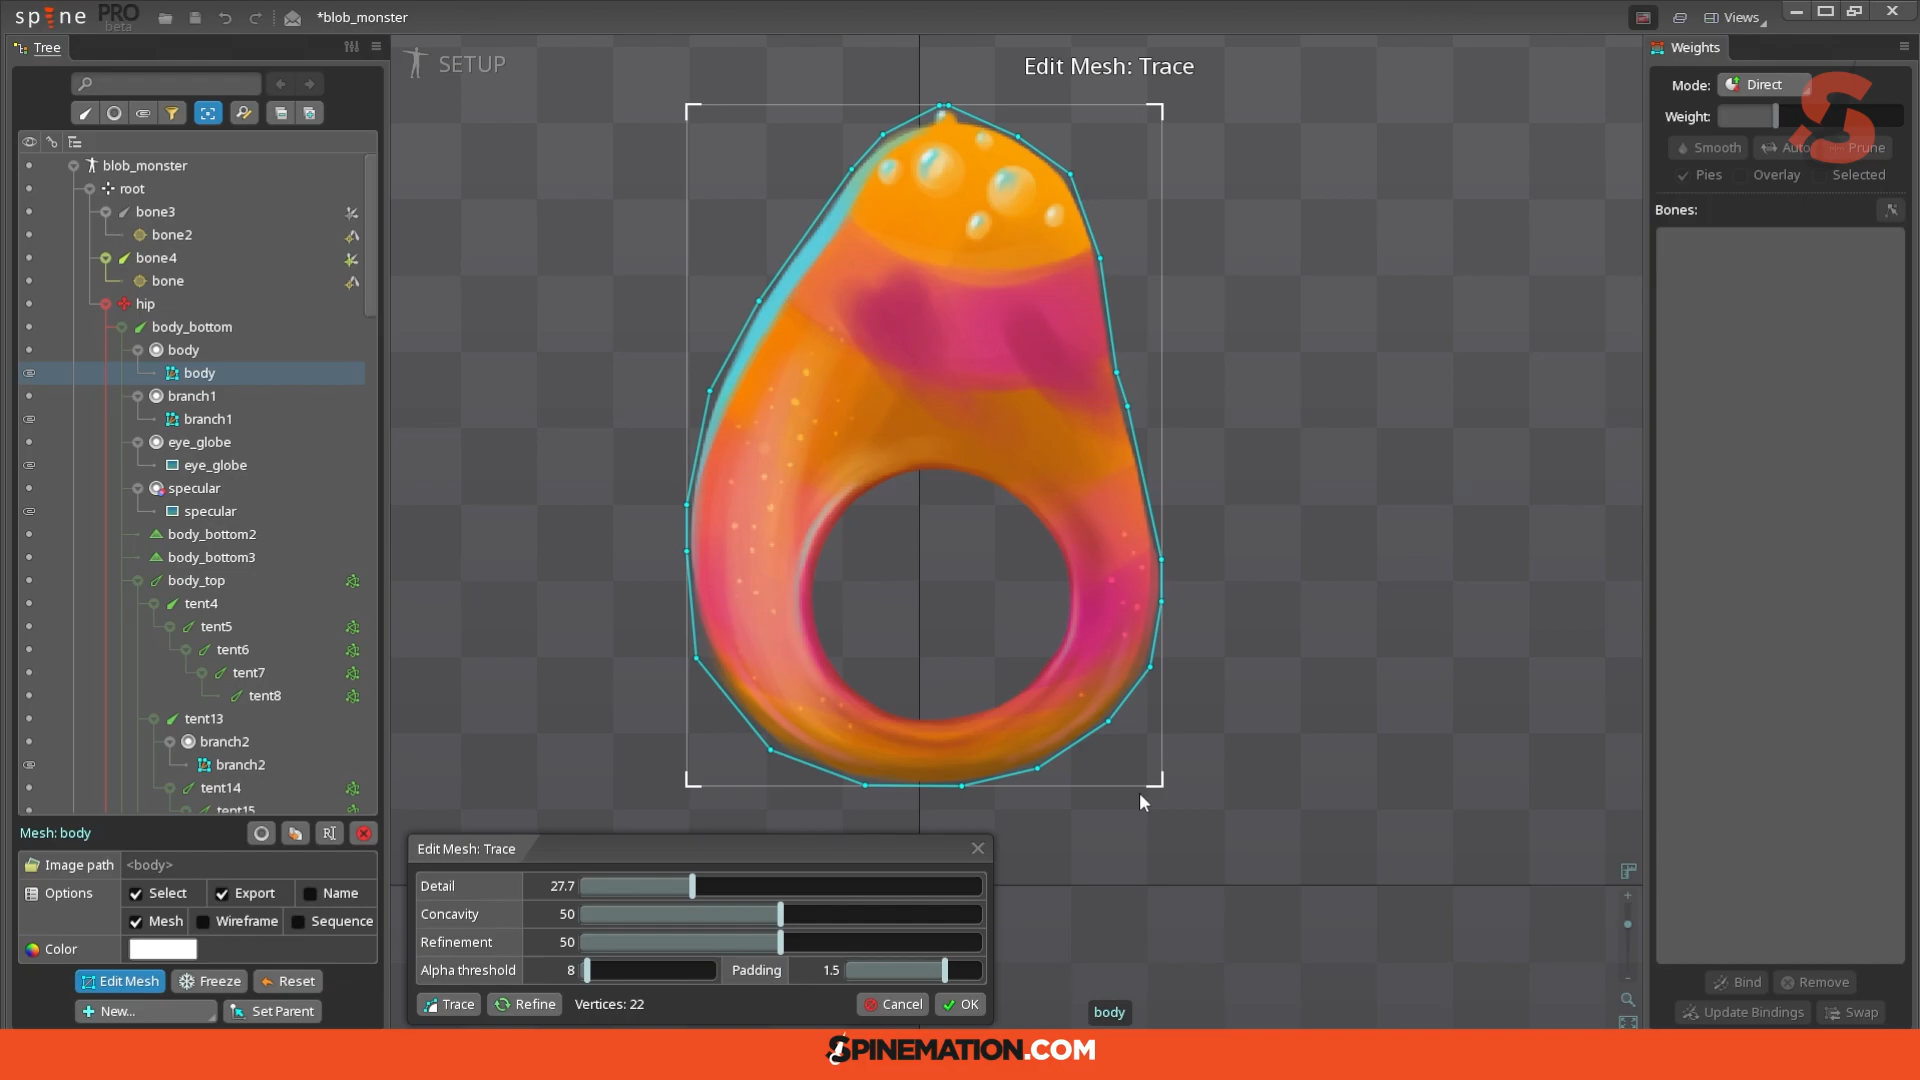 spine PRO beta
*blob_monster
Views
Tree
SETUP
Edit Mesh: Trace
Weights
Mode: Direct
Weight:
Smooth Auto Prune
Pies Overlay Selected
Bones:
blob_monster
root
bone3
bone2
bone4
bone
hip
body_bottom
body
body
branch1
branch1
eye_globe
eye_globe
specular
specular
body_bottom2
body_bottom3
body_top
tent4
tent5
tent6
tent7
tent8
tent13
branch2
branch2
tent14
tent15
Mesh: body
Image path <body>
Options Select Export Name
Mesh Wireframe Sequence
Color
Edit Mesh Freeze Reset
New... Set Parent
Edit Mesh: Trace
Detail 27.7
Concavity 50
Refinement 50
Alpha threshold 8 Padding 1.5
Trace Refine Vertices: 22 Cancel OK
body
Bind Remove
Update Bindings Swap
SPINEMATION.COM